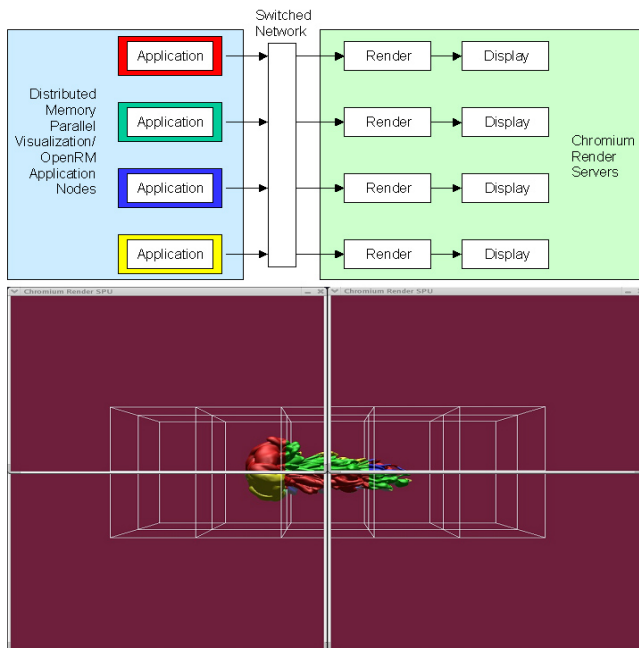 Switched
Network
Distributed
Memory
Parallel
Visualization/
OpenRM
Application
Nodes
Application
Render
Display
Application
Render
Display
Application
Render
Display
Application
Render
Display
Chromium
Render
Servers
Chromium Render SPU
Chromium Render SPU